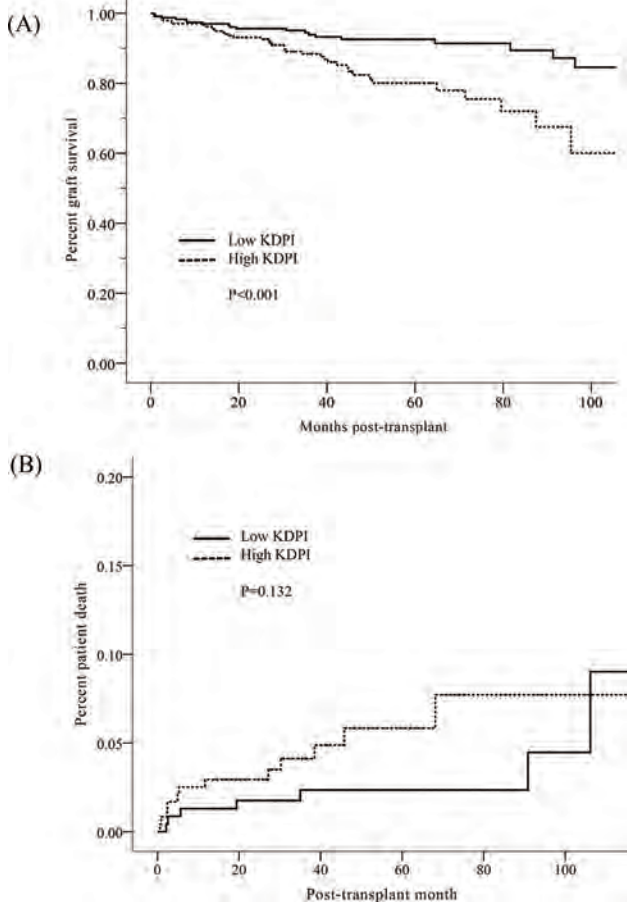 (A)
1.00
0.80
0.60
0.40
0.20
0.00
Percent graft survival
Low KDPI
High KDPI
P<0.001
0 20 40 60 80 100
Months post-transplant
(B)
0.20
0.15
0.10
0.05
0.00
Percent patient death
Low KDPI
High KDPI
P=0.132
0 20 40 60 80 100
Post-transplant month